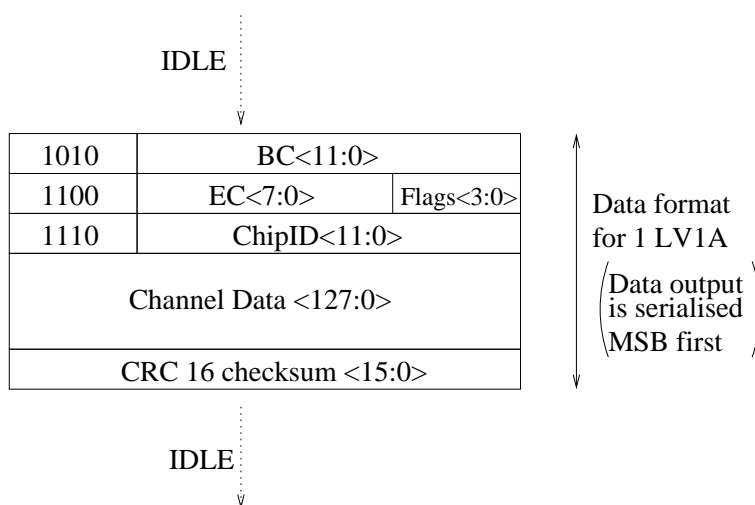 IDLE
1010 BC<11:0>
1100 EC<7:0> Flags<3:0>
1110 ChipID<11:0>
Channel Data <127:0>
CRC 16 checksum <15:0>
Data format
for 1 LV1A
(Data output
is serialised
MSB first)
IDLE